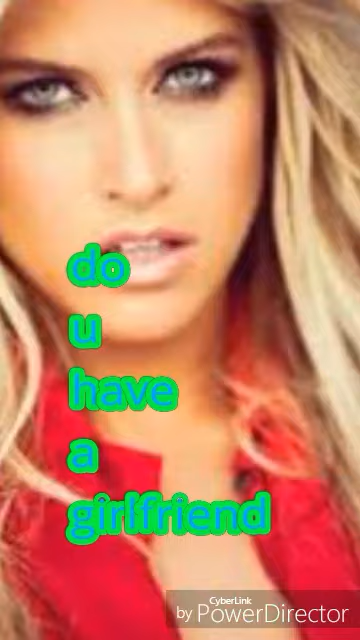 do
u
have
a
girlfriend
CyberLink
by PowerDirector